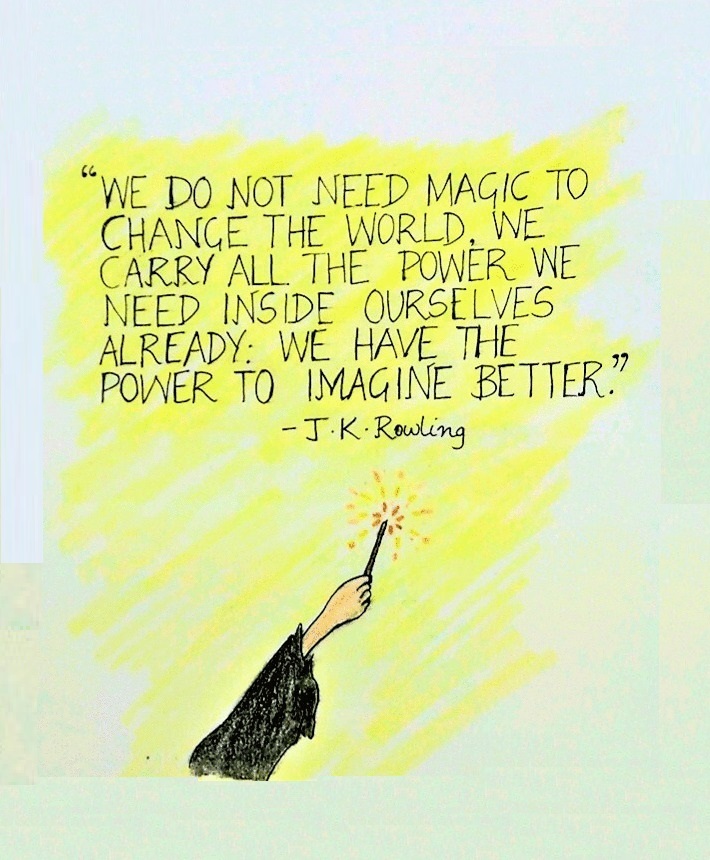 “WE DO NOT NEED MAGIC TO
CHANGE THE WORLD, WE
CARRY ALL THE POWER WE
NEED INSIDE OURSELVES
ALREADY: WE HAVE THE
POWER TO IMAGINE BETTER.”
- J.K.Rowling